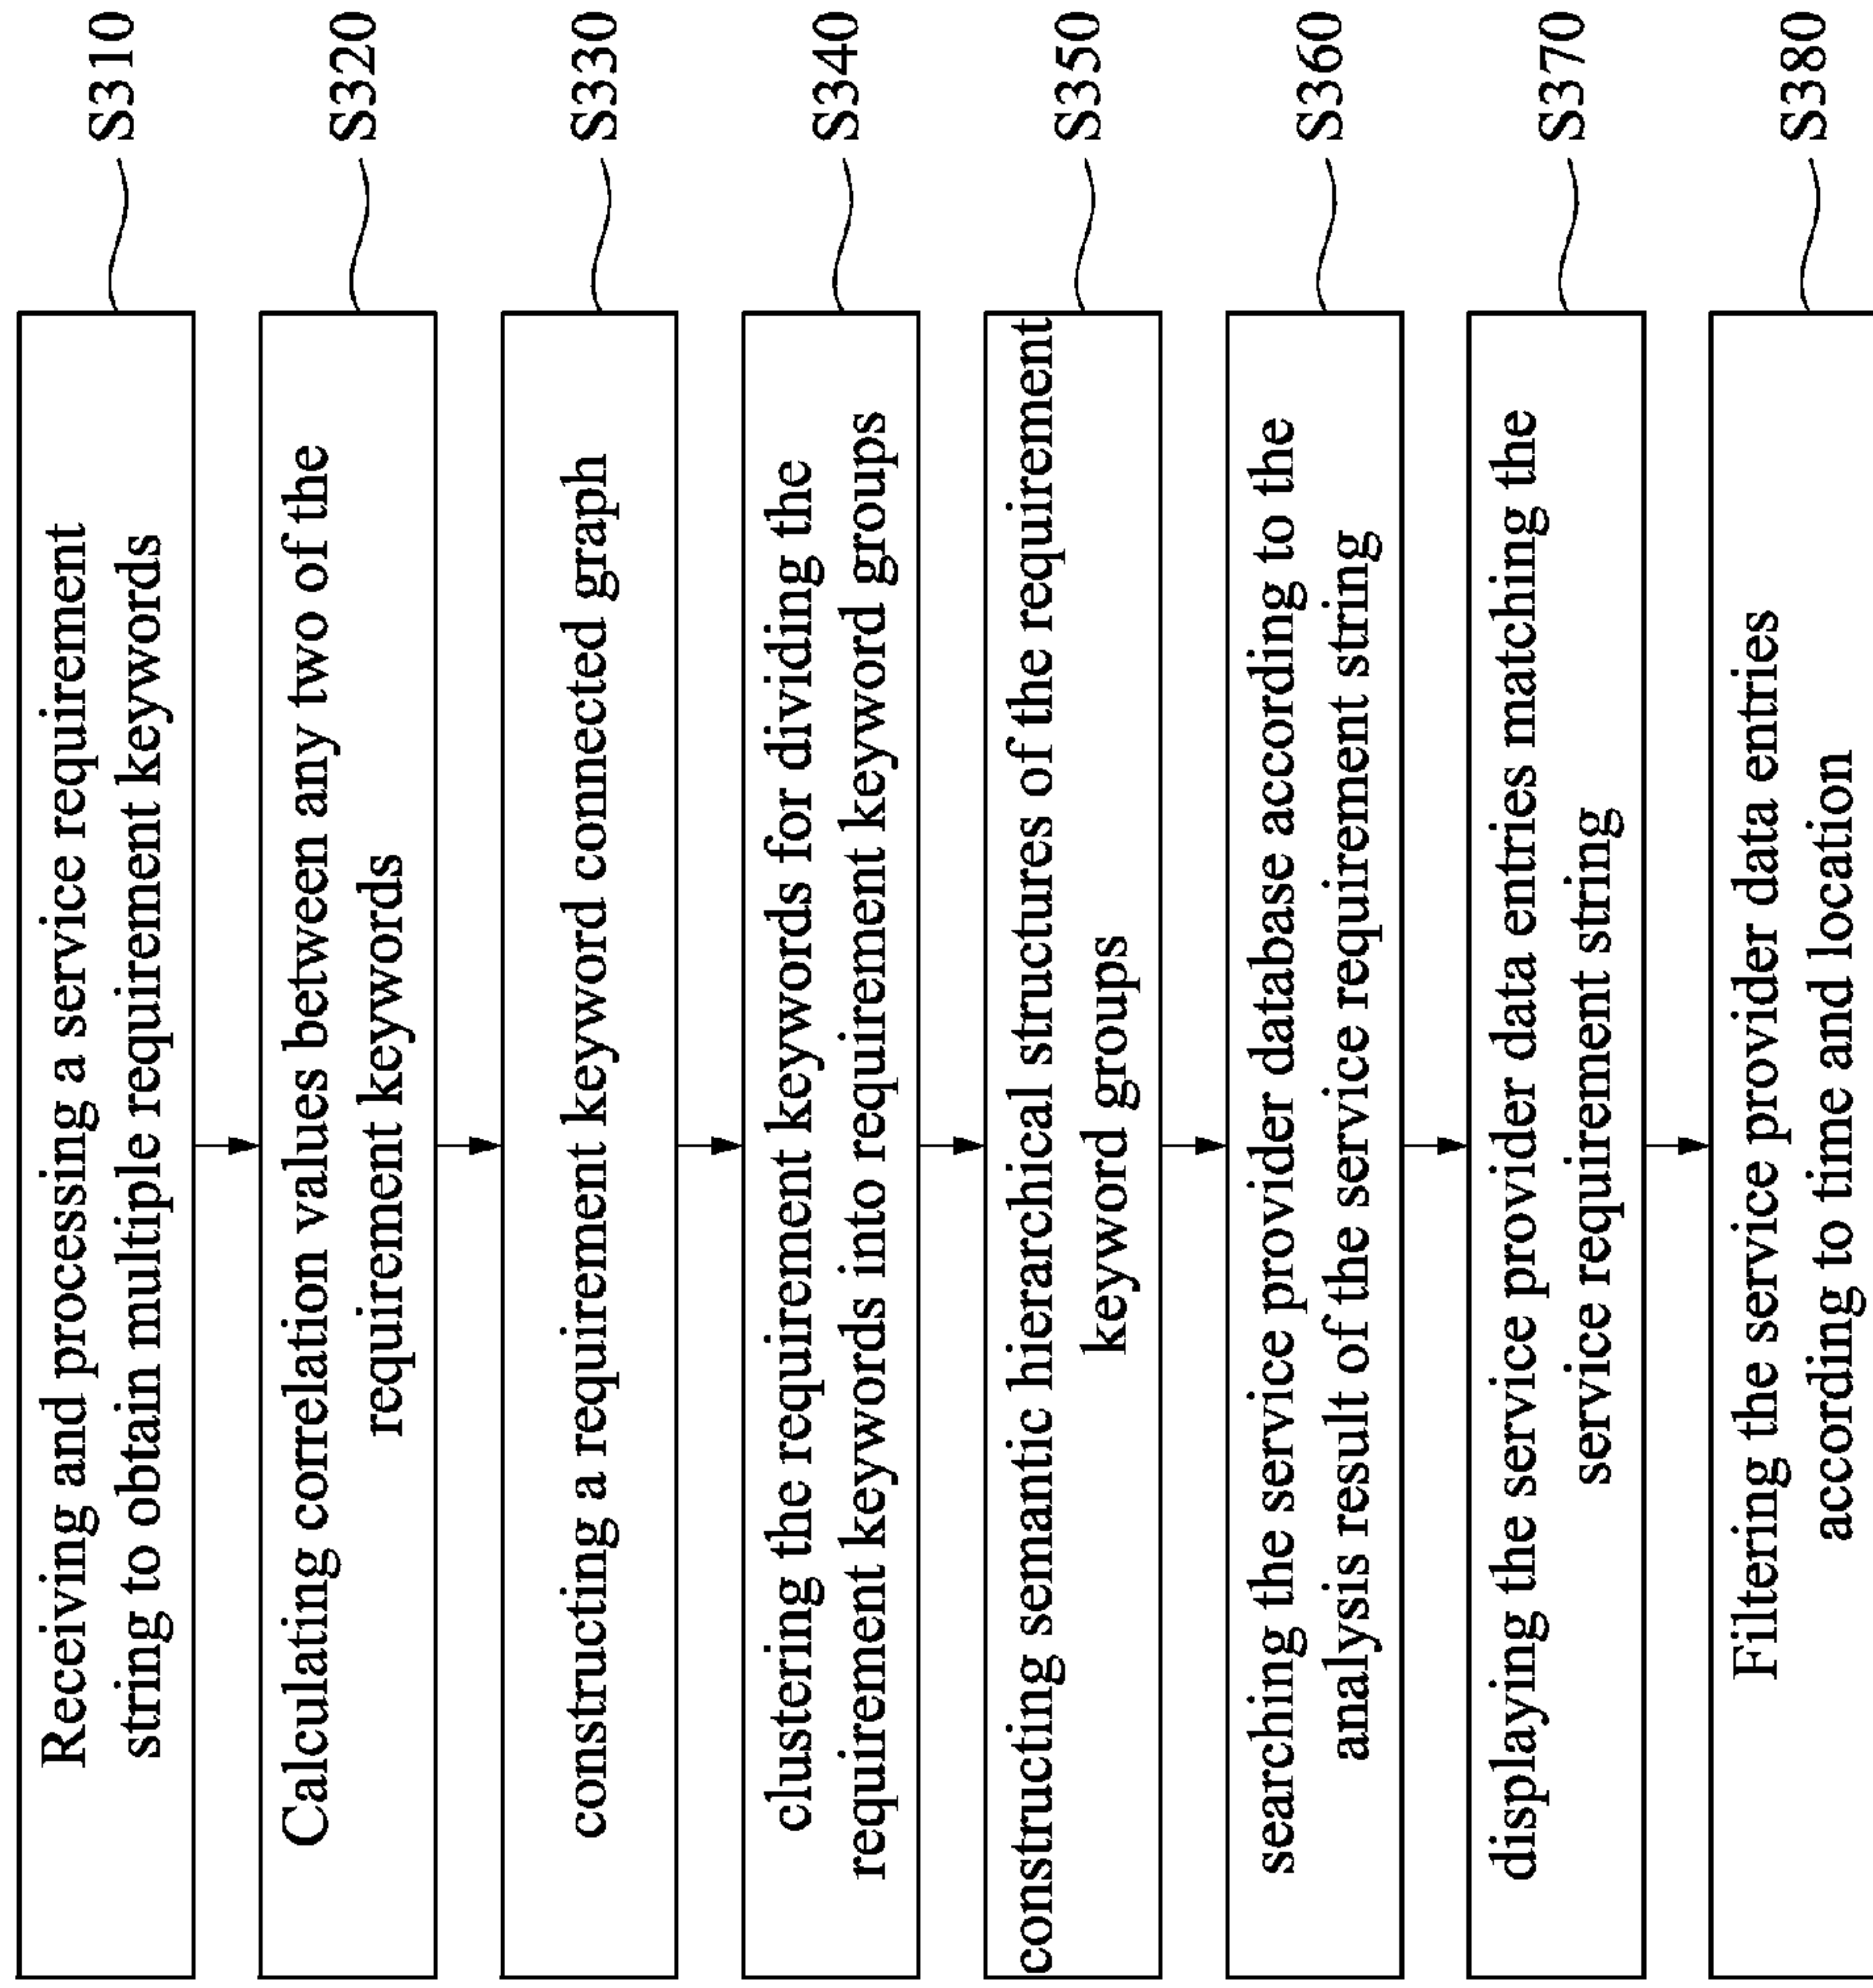 Receiving and processing a service requirement
string to obtain multiple requirement keywords
S310
Calculating correlation values between any two of the
requirement keywords
S320
constructing a requirement keyword connected graph
S330
clustering the requirement keywords for dividing the
requirement keywords into requirement keyword groups
S340
constructing semantic hierarchical structures of the requirement
keyword groups
S350
searching the service provider database according to the
analysis result of the service requirement string
S360
displaying the service provider data entries matching the
service requirement string
S370
Filtering the service provider data entries
according to time and location
S380